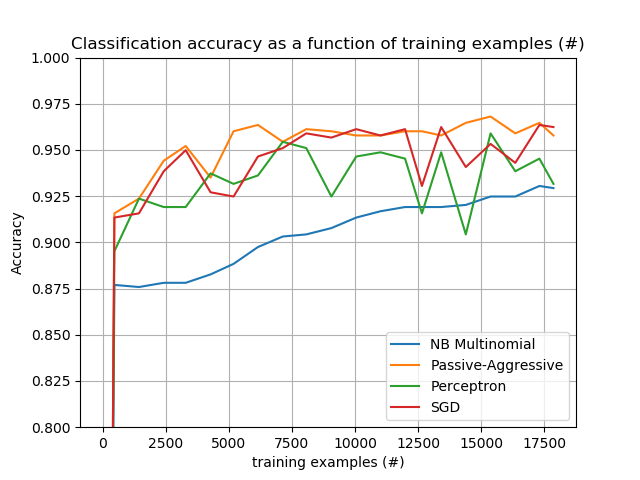 Classification accuracy as a function of training examples (#)
1.000
0.975
0.950
0.925
0.900
0.875
0.850
0.825
0.800
Accuracy
NB Multinomial
Passive-Aggressive
Perceptron
SGD
0 2500 5000 7500 10000 12500 15000 17500
training examples (#)